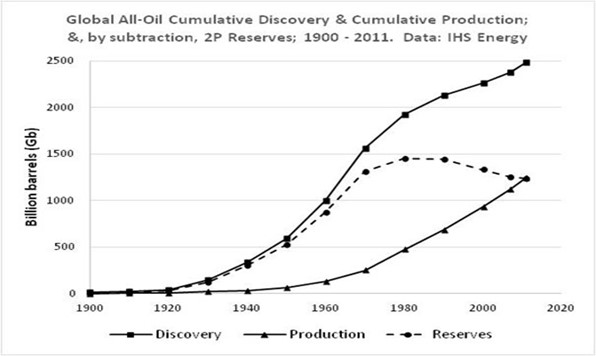 Global All-Oil Cumulative Discovery & Cumulative Production;
&, by subtraction, 2P Reserves; 1900 - 2011. Data: IHS Energy
Billion barrels (Gb)
2500
2000
1500
1000
500
0
1900 1920 1940 1960 1980 2000 2020
Discovery Production Reserves